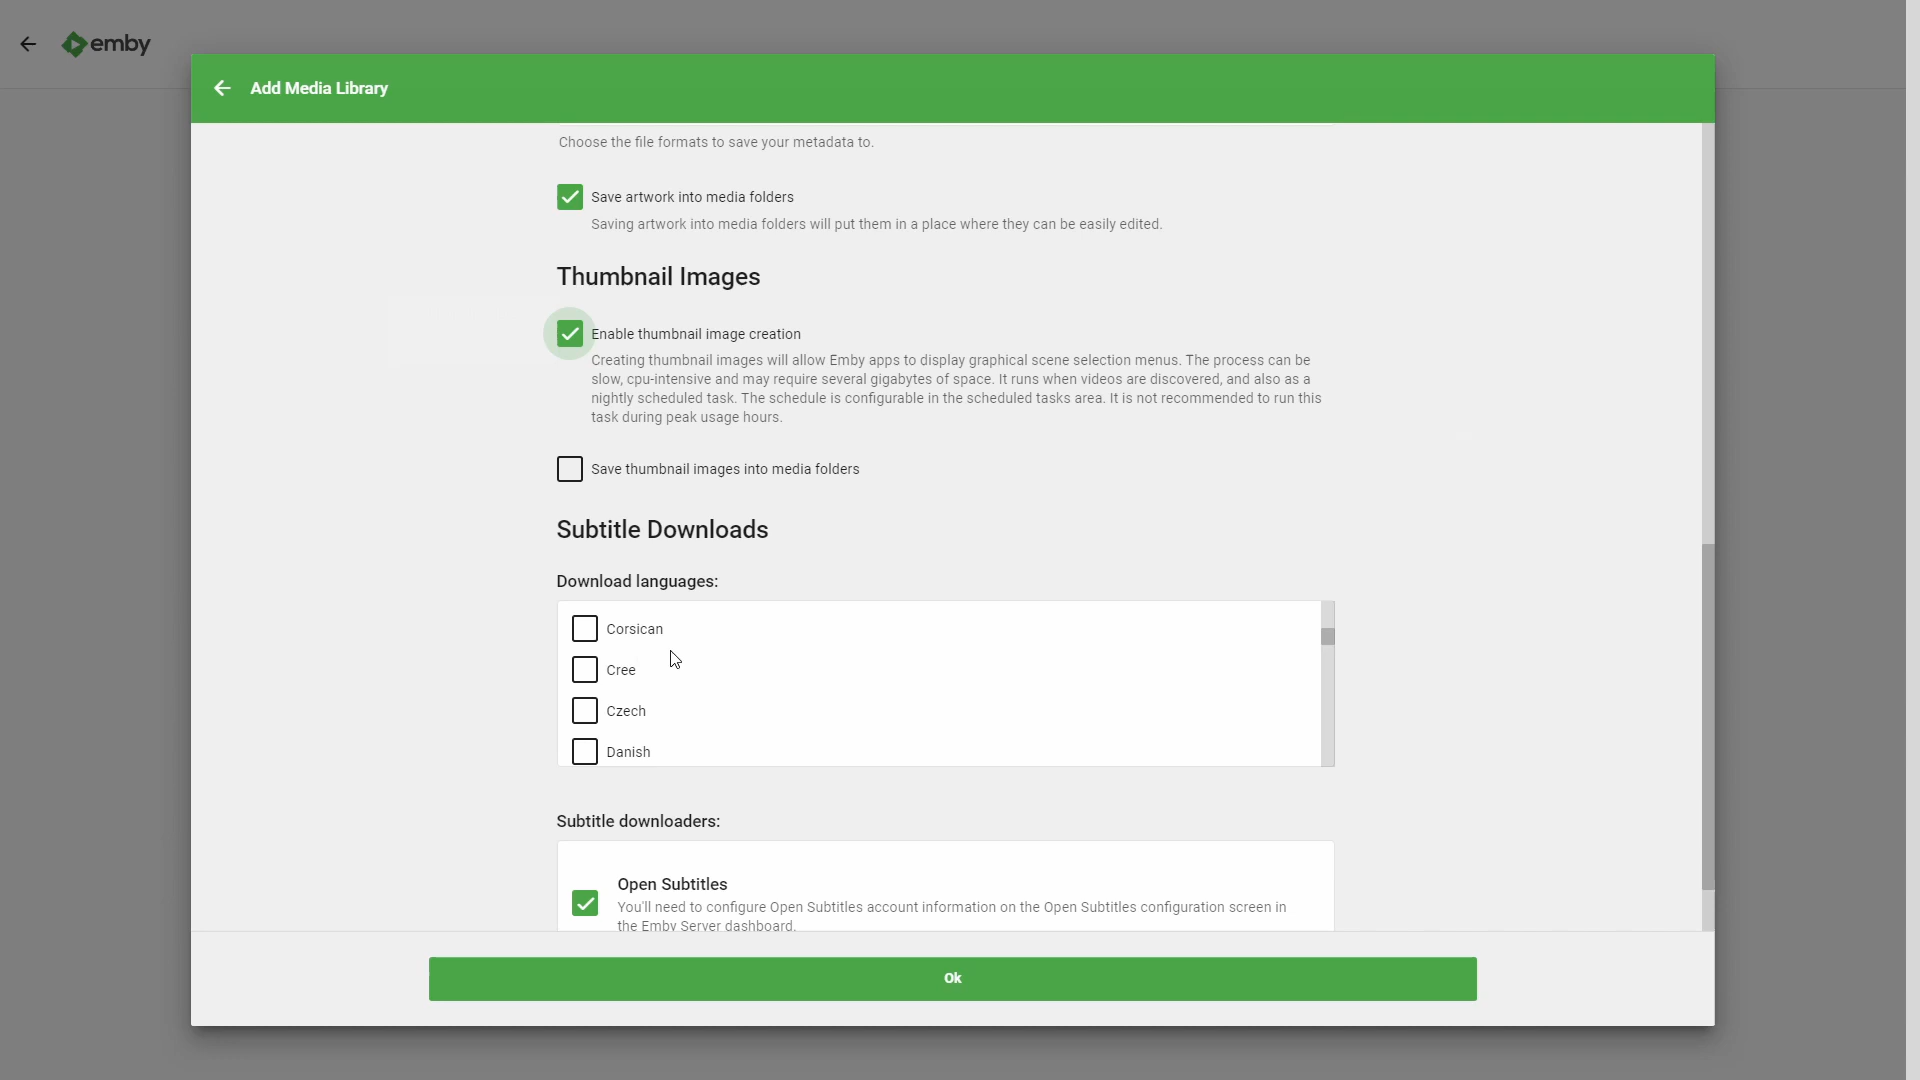 emby
Add Media Library
Choose the file formats to save your metadata to.
Save artwork into media folders
Saving artwork into media folders will put them in a place where they can be easily edited.
Thumbnail Images
Enable thumbnail image creation
Creating thumbnail images will allow Emby apps to display graphical scene selection menus. The process can be
slow, cpu-intensive and may require several gigabytes of space. It runs when videos are discovered, and also as a
nightly scheduled task. The schedule is configurable in the scheduled tasks area. It is not recommended to run this
task during peak usage hours.
Save thumbnail images into media folders
Subtitle Downloads
Download languages:
Corsican
Cree
Czech
Danish
Subtitle downloaders:
Open Subtitles
You'll need to configure Open Subtitles account information on the Open Subtitles configuration screen in
the Emby Server dashboard.
Ok